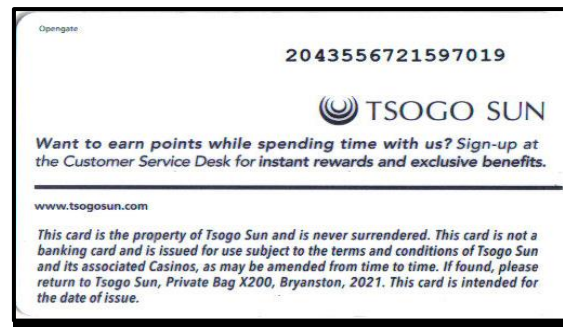 Opengate
2043556721597019
TSOGO SUN
Want to earn points while spending time with us? Sign-up at
the Customer Service Desk for instant rewards and exclusive benefits.
www.tsogosun.com
This card is the property of Tsogo Sun and is never surrendered. This card is not a
banking card and is issued for use subject to the terms and conditions of Tsogo Sun
and its associated Casinos, as may be amended from time to time. If found, please
return to Tsogo Sun, Private Bag X200, Bryanston, 2021. This card is intended for
the date of issue.